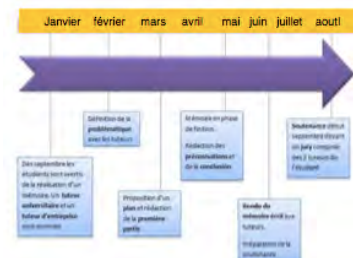 Janvier février mars avril mai juin juillet aoutl
Définition de la
problématique
avec les tuteurs
Dès septembre les
étudiants sont avertis
de la réalisation d'un
mémoire. Un tuteur
universitaire et un
tuteur d'entreprise
sont nommés
Proposition d'un
plan et rédaction
de la première
partie
Mémoire en phase
de finition.
Rédaction des
préconisations et
de la conclusion
Rendu du
mémoire écrit aux
tuteurs.
Préparation de la
soutenance
Soutenance début
septembre devant
un jury composé
des 2 tuteurs de
l'étudiant